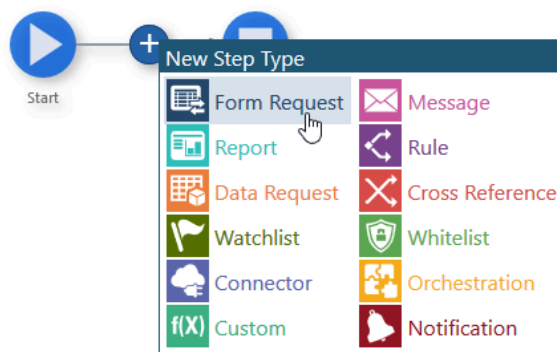 Start
New Step Type
Form Request
Message
Report
Rule
Data Request
Cross Reference
Watchlist
Whitelist
Connector
Orchestration
f(X) Custom
Notification